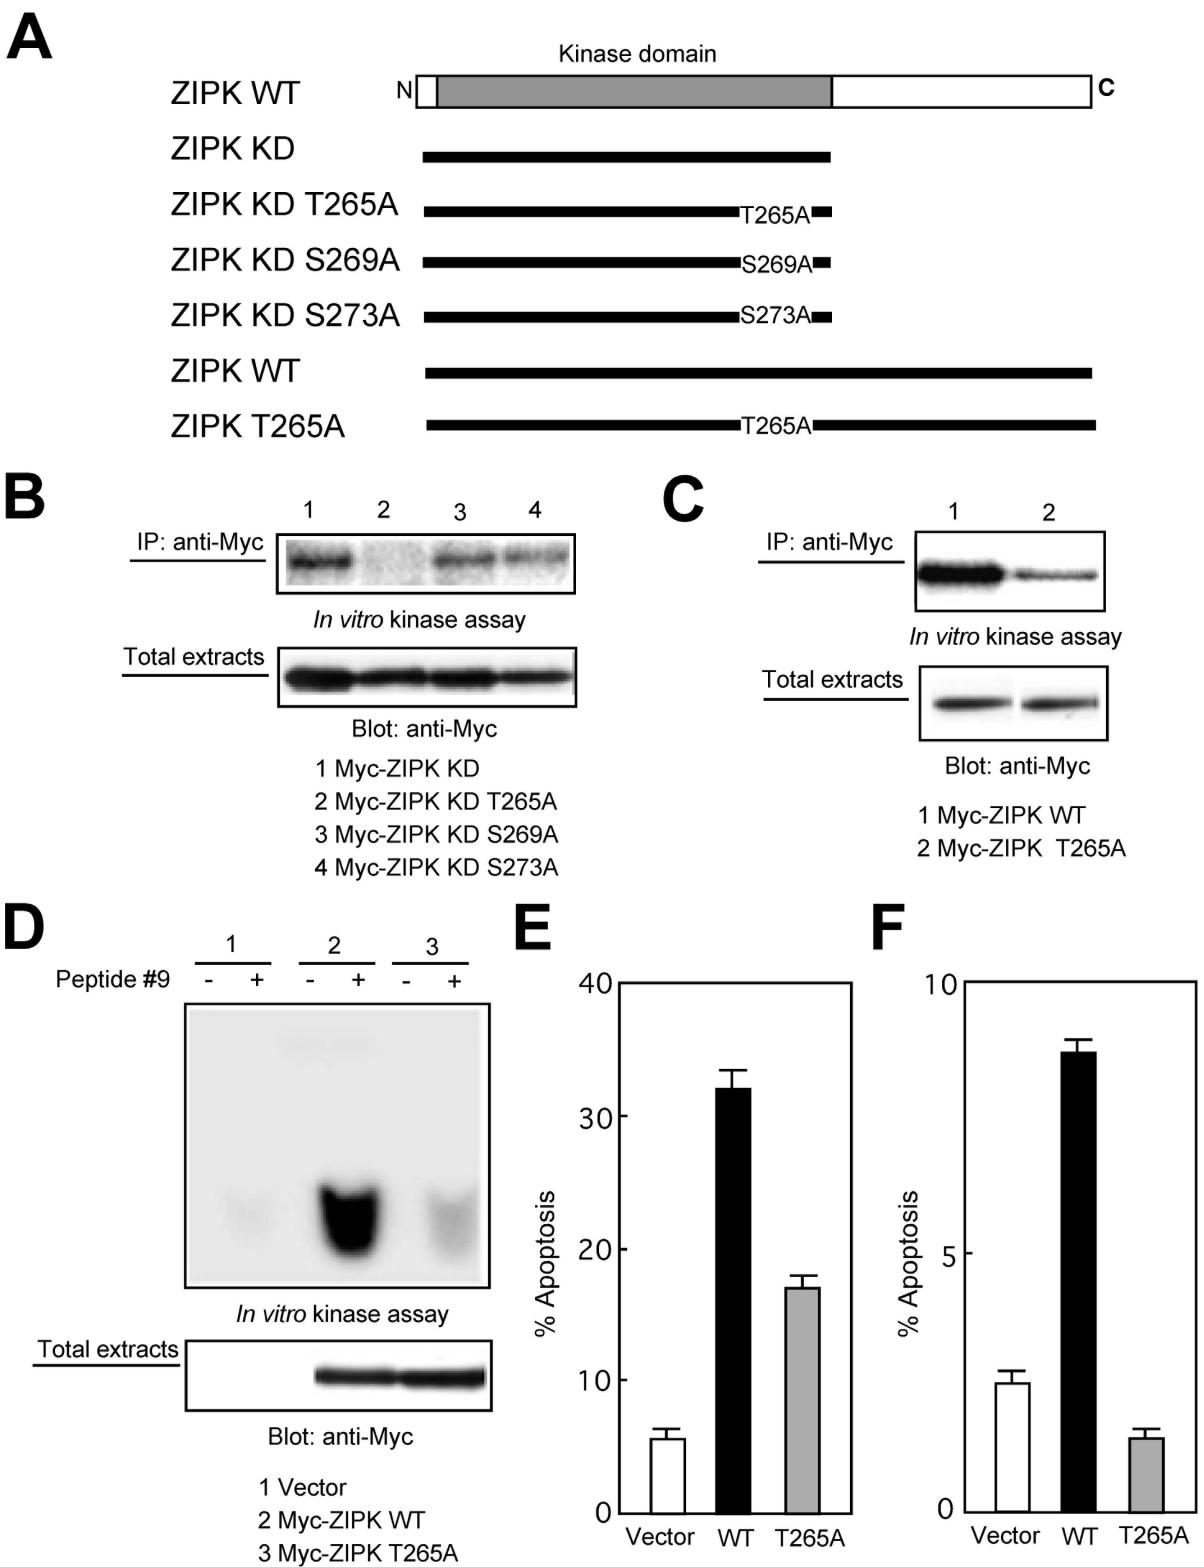 A
Kinase domain
ZIPK WT N C
ZIPK KD
ZIPK KD T265A T265A
ZIPK KD S269A S269A
ZIPK KD S273A S273A
ZIPK WT
ZIPK T265A T265A
B
1 2 3 4
IP: anti-Myc
In vitro kinase assay
Total extracts
Blot: anti-Myc
1 Myc-ZIPK KD
2 Myc-ZIPK KD T265A
3 Myc-ZIPK KD S269A
4 Myc-ZIPK KD S273A
C
1 2
IP: anti-Myc
In vitro kinase assay
Total extracts
Blot: anti-Myc
1 Myc-ZIPK WT
2 Myc-ZIPK T265A
D
1 2 3
Peptide #9 - + - + - +
In vitro kinase assay
Total extracts
Blot: anti-Myc
1 Vector
2 Myc-ZIPK WT
3 Myc-ZIPK T265A
E
% Apoptosis
40
30
20
10
0
Vector WT T265A
F
% Apoptosis
10
5
0
Vector WT T265A